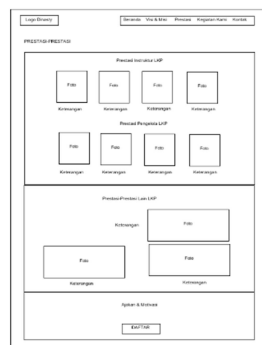 Logo Brawny
Beranda Visi & Misi Prestasi Kegiatan Kami Kontak
PRESTASI-PRESTASI
Prestasi Instruktur LKP
Foto Foto Foto Foto
Keterangan Keterangan Keterangan Keterangan
Prestasi Pengelola LKP
Foto Foto Foto Foto
Keterangan Keterangan Keterangan Keterangan
Prestasi-Prestasi Lain LKP
Keterangan Foto
Foto Foto
Keterangan Keterangan
Ajakan & Motivasi
DAFTAR